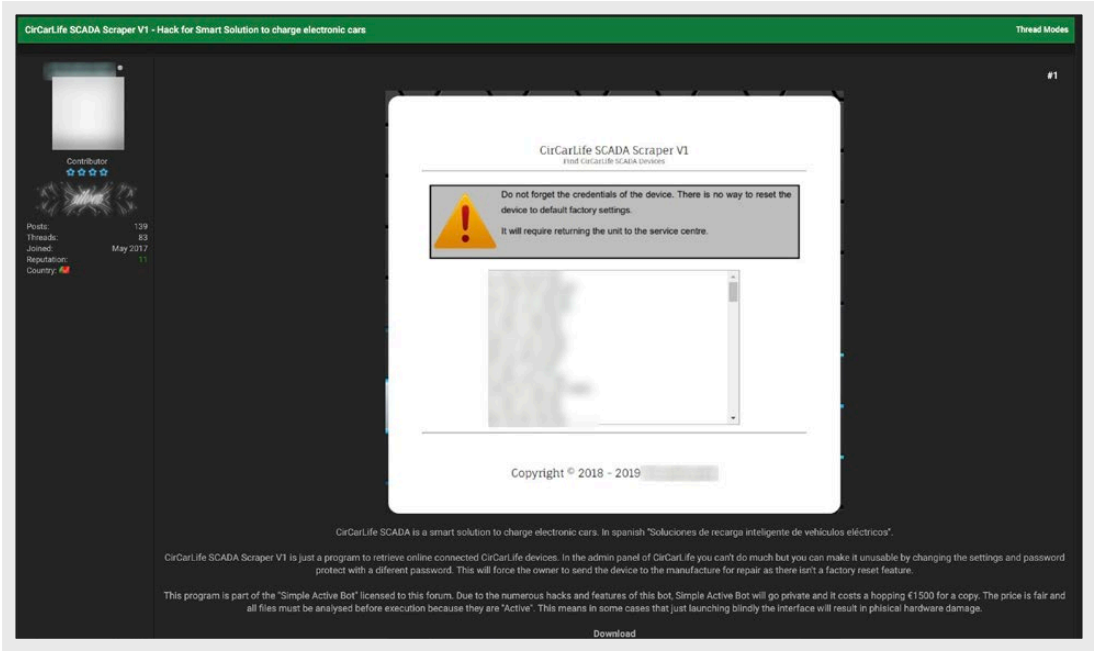 CirCarLife SCADA Scraper V1 - Hack for Smart Solution to charge electronic cars
Thread Modes
#1
Contributor
Posts: 139
Threads: 83
Joined: May 2017
Reputation: 11
Country:
CirCarLife SCADA Scraper V1
Find CirCarLife SCADA Devices
Do not forget the credentials of the device. There is no way to reset the
device to default factory settings.
It will require returning the unit to the service centre.
Copyright © 2018 - 2019
CirCarLife SCADA is a smart solution to charge electronic cars. In spanish "Soluciones de recarga inteligente de vehículos eléctricos".
CirCarLife SCADA Scraper V1 is just a program to retrieve online connected CirCarLife devices. In the admin panel of CirCarLife you can't do much but you can make it unusable by changing the settings and password
protect with a diferent password. This will force the owner to send the device to the manufacture for repair as there isn't a factory reset feature.
This program is part of the "Simple Active Bot" licensed to this forum. Due to the numerous hacks and features of this bot, Simple Active Bot will go private and it costs a hopping €1500 for a copy. The price is fair and
all files must be analysed before execution because they are "Active". This means in some cases that just launching blindly the interface will result in phisical hardware damage.
Download